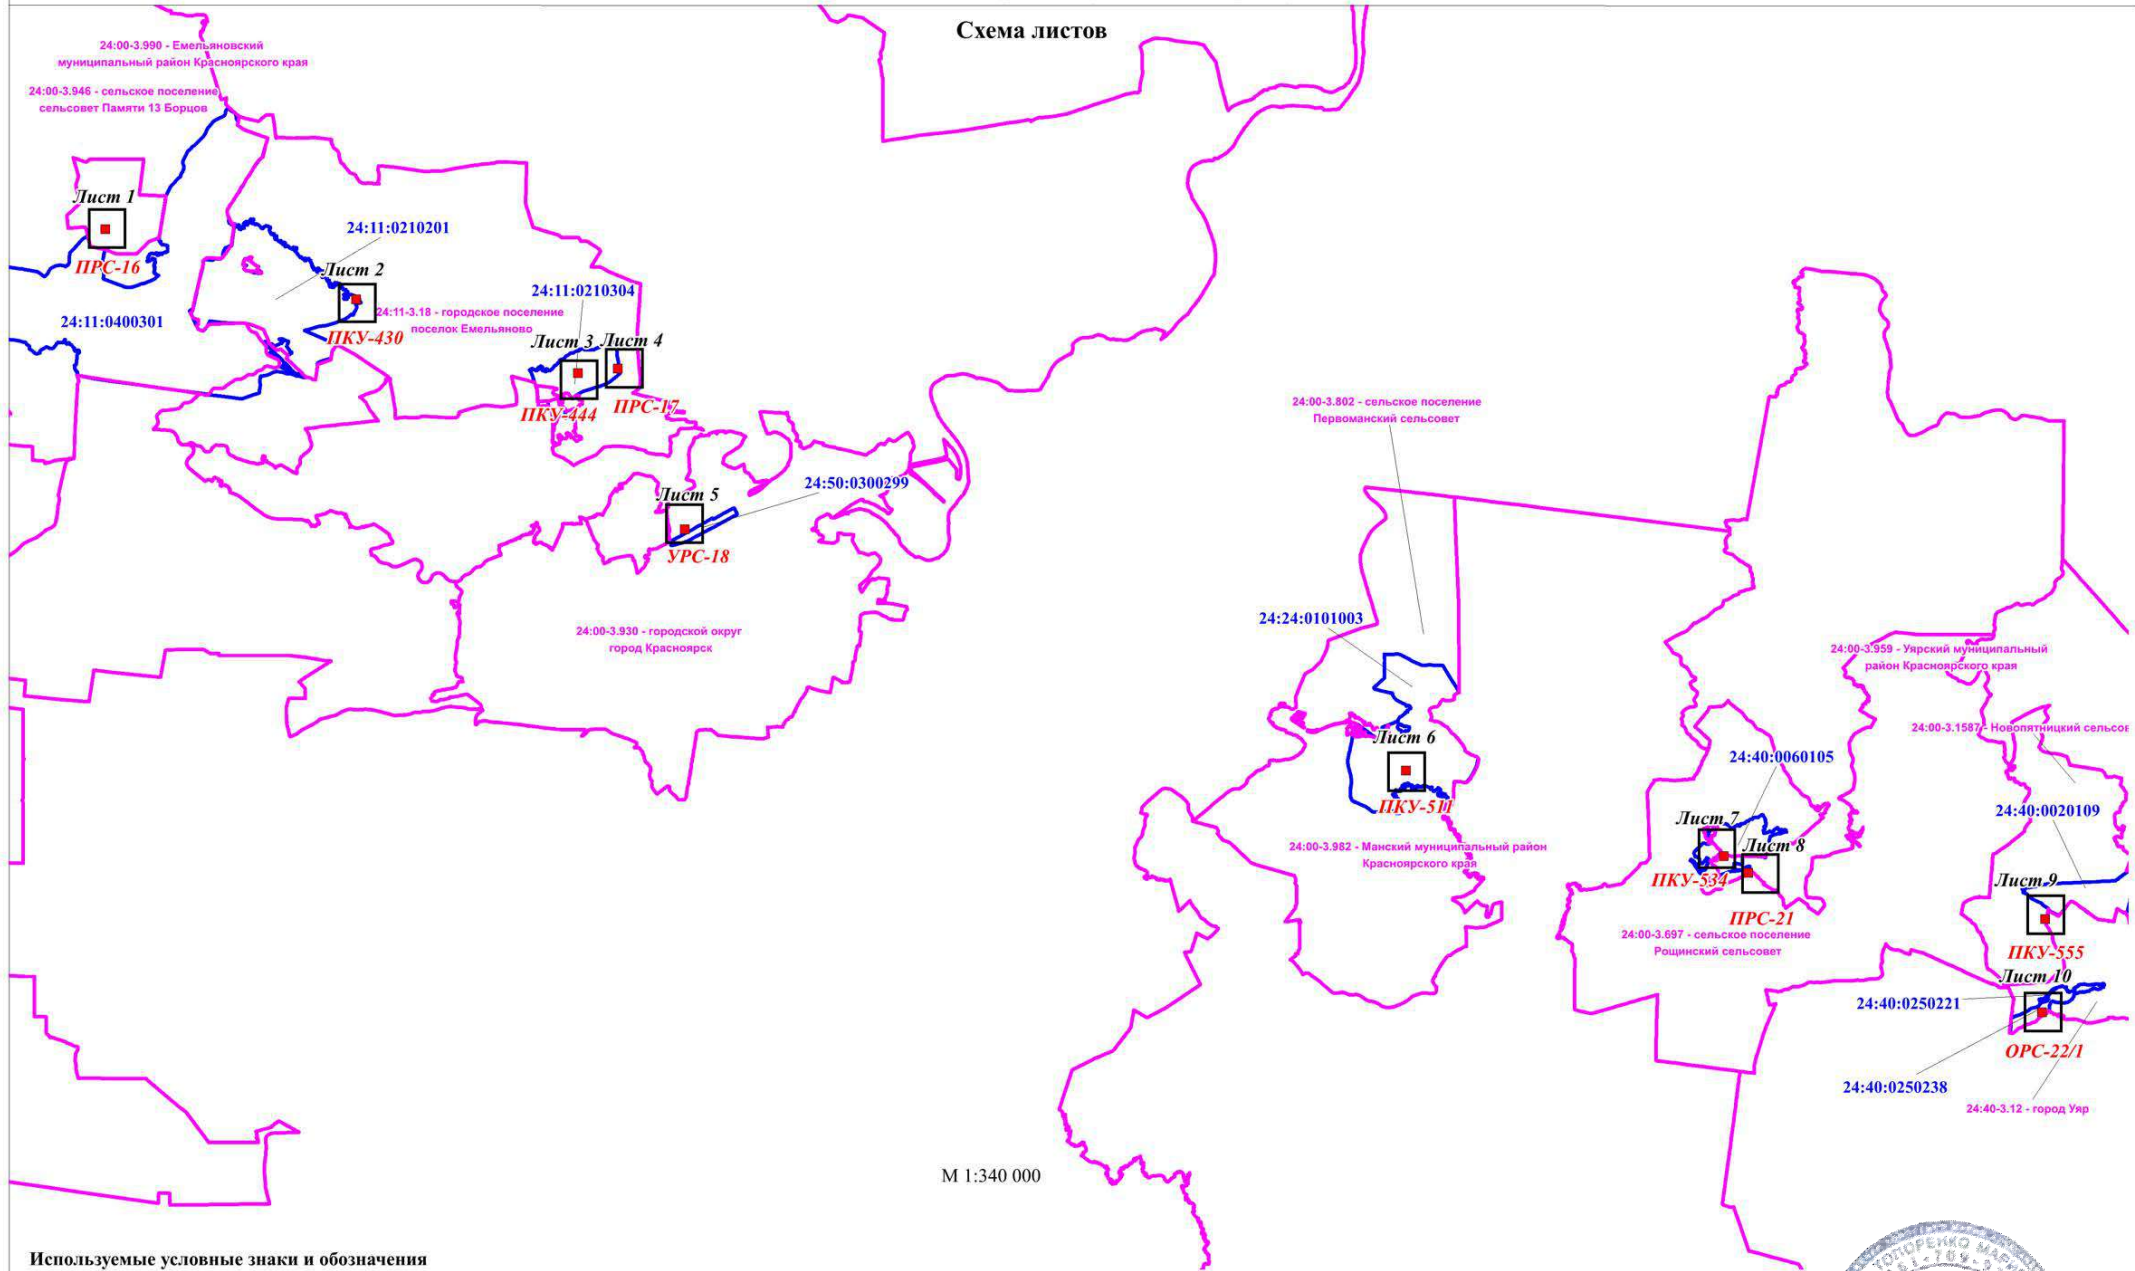 Схема листов
24:00-3.990 - Емельяновский
муниципальный район Красноярского края
24:00-3.946 - сельское поселение
сельсовет Памяти 13 Борцов
Лист 1
ПРС-16
24:11:0210201
Лист 2
24:11:0400301
ПКУ-430
24:11-3.18 - городское поселение
поселок Емельяново
24:11:0210304
Лист 3
Лист 4
ПКУ-444
ПРС-17
24:50:0300299
Лист 5
УРС-18
24:00-3.930 - городской округ
город Красноярск
24:00-3.802 - сельское поселение
Первоманский сельсовет
24:24:0101003
Лист 6
ПКУ-511
24:00-3.982 - Манский муниципальный район
Красноярского края
24:00-3.959 - Уярский муниципальный
район Красноярского края
24:00-3.1587 - Новопятницкий сельсов
24:40:0060105
24:40:0020109
Лист 7
Лист 8
ПКУ-534
ПРС-21
24:00-3.697 - сельское поселение
Рощинский сельсовет
Лист 9
ПКУ-555
Лист 10
24:40:0250221
ОРС-22/1
24:40:0250238
24:40-3.12 - город Уяр
М 1:340 000
Используемые условные знаки и обозначения